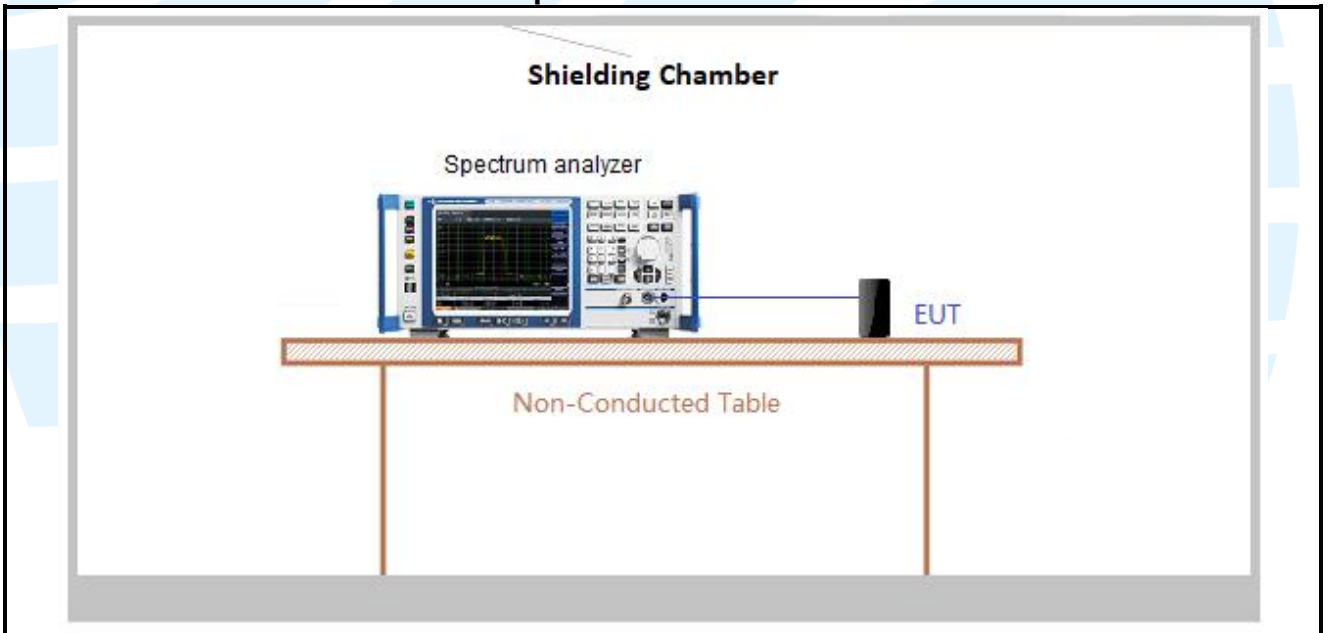 Shielding Chamber
Spectrum analyzer
EUT
Non-Conducted Table